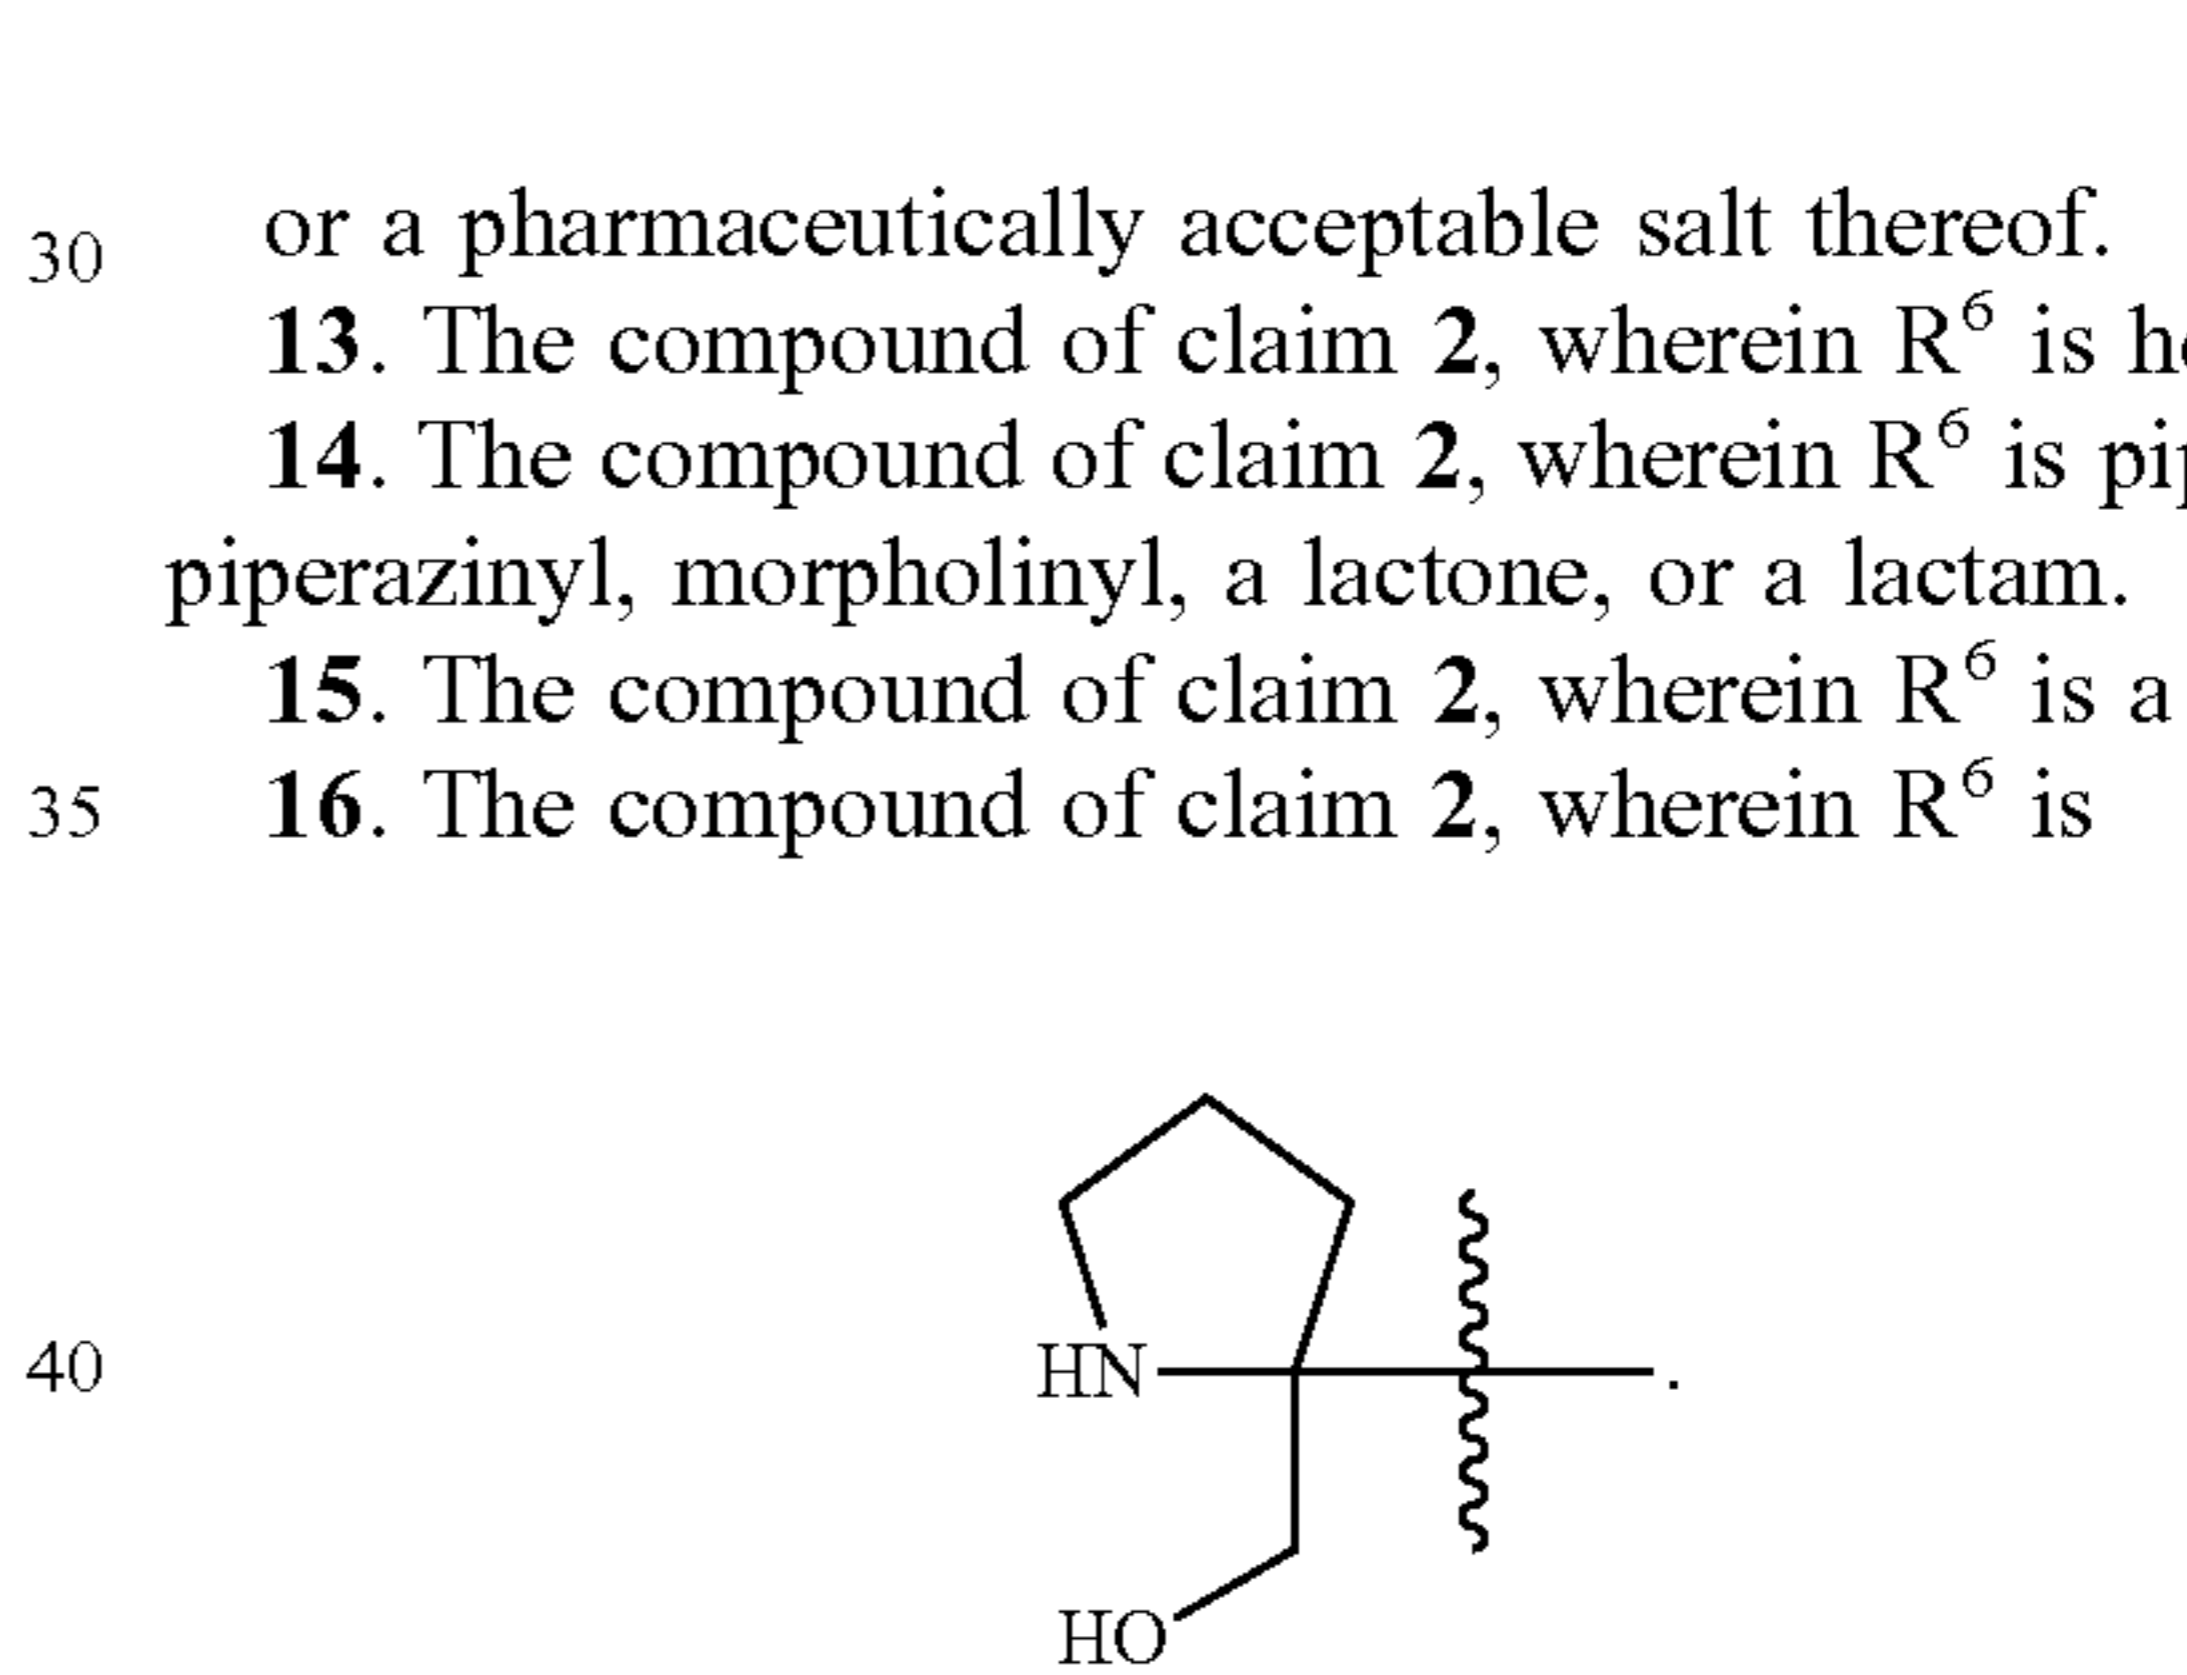 30 or a pharmaceutically acceptable salt thereof.
13. The compound of claim 2, wherein R⁶ is
14. The compound of claim 2, wherein R⁶ is
piperazinyl, morpholinyl, a lactone, or a lactam.
15. The compound of claim 2, wherein R⁶ is a
35 16. The compound of claim 2, wherein R⁶ is
40 HN .
HO